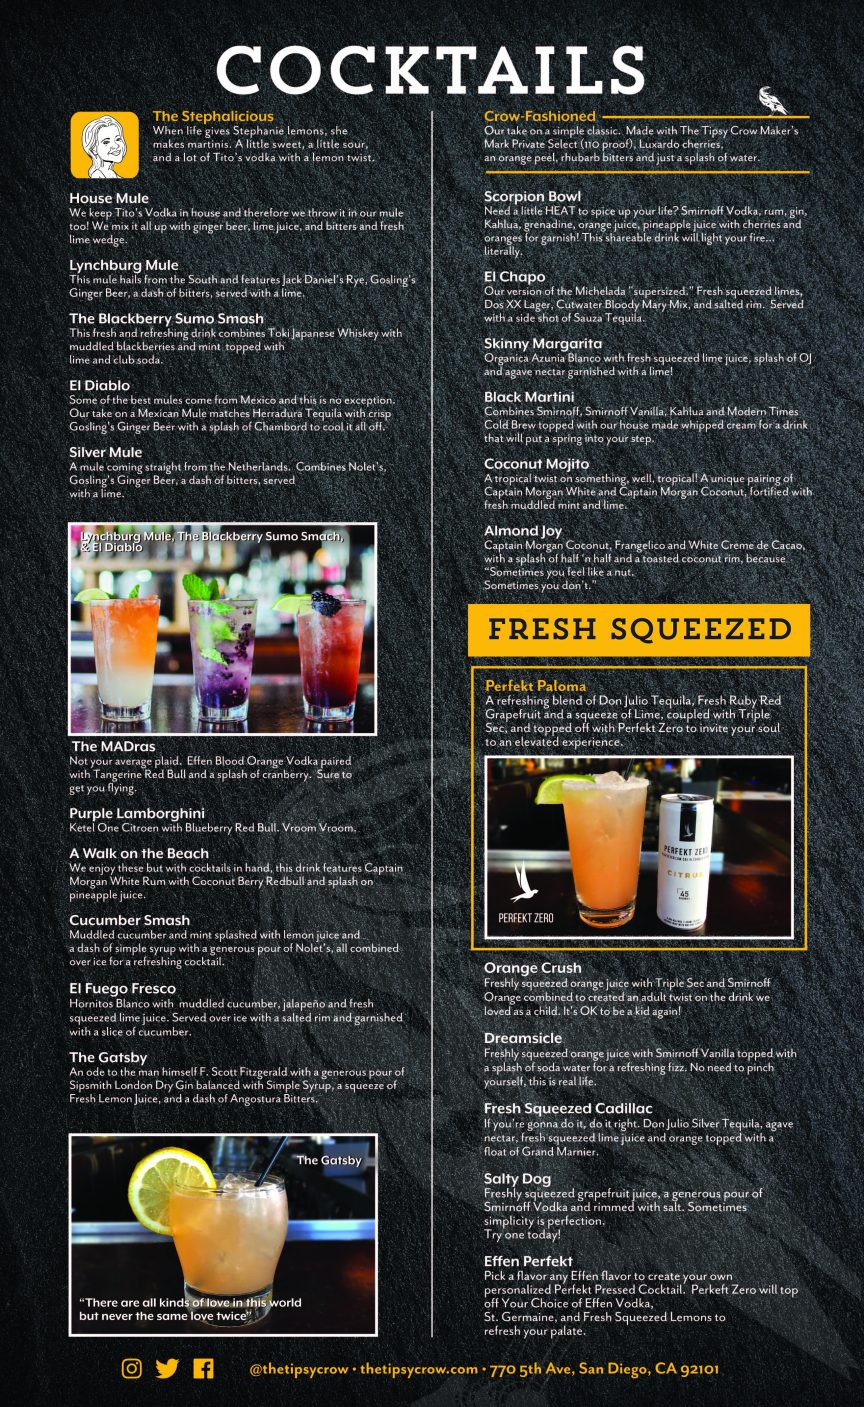 COCKTAILS
The Stephalicious
When life gives Stephanie lemons, she
makes martinis. A little sweet, a little sour,
and a lot of Tito's vodka with a lemon twist.
House Mule
We keep Tito's Vodka in house and therefore we throw it in our mule
too! We mix it all up with ginger beer, lime juice, and bitters and fresh
lime wedge.
Lynchburg Mule
This mule hails from the South and features Jack Daniel's Rye, Gosling's
Ginger Beer, a dash of bitters, served with a lime.
The Blackberry Sumo Smash
This fresh and refreshing drink combines Toki Japanese Whiskey with
muddled blackberries and mint topped with
lime and club soda.
El Diablo
Some of the best mules come from Mexico and this is no exception.
Our take on a Mexican Mule matches Herradura Tequila with crisp
Gosling's Ginger Beer with a splash of Chambord to cool it all off.
Silver Mule
A mule coming straight from the Netherlands. Combines Nolet's,
Gosling's Ginger Beer, a dash of bitters, served
with a lime.
Lynchburg Mule, The Blackberry Sumo Smach,
& El Diablo
The MADras
Not your average plaid. Effen Blood Orange Vodka paired
with Tangerine Red Bull and a splash of cranberry. Sure to
get you flying.
Purple Lamborghini
Ketel One Citroen with Blueberry Red Bull. Vroom Vroom.
A Walk on the Beach
We enjoy these but with cocktails in hand, this drink features Captain
Morgan White Rum with Coconut Berry Redbull and splash on
pineapple juice.
Cucumber Smash
Muddled cucumber and mint splashed with lemon juice and
a dash of simple syrup with a generous pour of Nolet's, all combined
over ice for a refreshing cocktail.
El Fuego Fresco
Hornitos Blanco with muddled cucumber, jalapeño and fresh
squeezed lime juice. Served over ice with a salted rim and garnished
with a slice of cucumber.
The Gatsby
An ode to the man himself F. Scott Fitzgerald with a generous pour of
Sipsmith London Dry Gin balanced with Simple Syrup, a squeeze of
Fresh Lemon Juice, and a dash of Angostura Bitters.
The Gatsby
"There are all kinds of love in this world
but never the same love twice"
Crow-Fashioned
Our take on a simple classic. Made with The Tipsy Crow Maker's
Mark Private Select (110 proof), Luxardo cherries,
an orange peel, rhubarb bitters and just a splash of water.
Scorpion Bowl
Need a little HEAT to spice up your life? Smirnoff Vodka, rum, gin,
Kahlua, grenadine, orange juice, pineapple juice with cherries and
oranges for garnish! This shareable drink will light your fire...
literally.
El Chapo
Our version of the Michelada "supersized." Fresh squeezed limes,
Dos XX Lager, Cutwater Bloody Mary Mix, and salted rim. Served
with a side shot of Sauza Tequila.
Skinny Margarita
Organica Azunia Blanco with fresh squeezed lime juice, splash of OJ
and agave nectar garnished with a lime!
Black Martini
Combines Smirnoff, Smirnoff Vanilla, Kahlua and Modern Times
Cold Brew topped with our house made whipped cream for a drink
that will put a spring into your step.
Coconut Mojito
A tropical twist on something, well, tropical! A unique pairing of
Captain Morgan White and Captain Morgan Coconut, fortified with
fresh muddled mint and lime.
Almond Joy
Captain Morgan Coconut, Frangelico and White Creme de Cacao,
with a splash of half 'n half and a toasted coconut rim, because
"Sometimes you feel like a nut.
Sometimes you don't."
FRESH SQUEEZED
Perfekt Paloma
A refreshing blend of Don Julio Tequila, Fresh Ruby Red
Grapefruit and a squeeze of Lime, coupled with Triple
Sec, and topped off with Perfekt Zero to invite your soul
to an elevated experience.
PERFEKT ZERO
CITRUS
45
PERFEKT ZERO
Orange Crush
Freshly squeezed orange juice with Triple Sec and Smirnoff
Orange combined to created an adult twist on the drink we
loved as a child. It's OK to be a kid again!
Dreamsicle
Freshly squeezed orange juice with Smirnoff Vanilla topped with
a splash of soda water for a refreshing fizz. No need to pinch
yourself, this is real life.
Fresh Squeezed Cadillac
If you're gonna do it, do it right. Don Julio Silver Tequila, agave
nectar, fresh squeezed lime juice and orange topped with a
float of Grand Marnier.
Salty Dog
Freshly squeezed grapefruit juice, a generous pour of
Smirnoff Vodka and rimmed with salt. Sometimes
simplicity is perfection.
Try one today!
Effen Perfekt
Pick a flavor any Effen flavor to create your own
personalized Perfekt Pressed Cocktail. Perkeft Zero will top
off Your Choice of Effen Vodka,
St. Germaine, and Fresh Squeezed Lemons to
refresh your palate.
@thetipsycrow • thetipsycrow.com • 770 5th Ave, San Diego, CA 92101